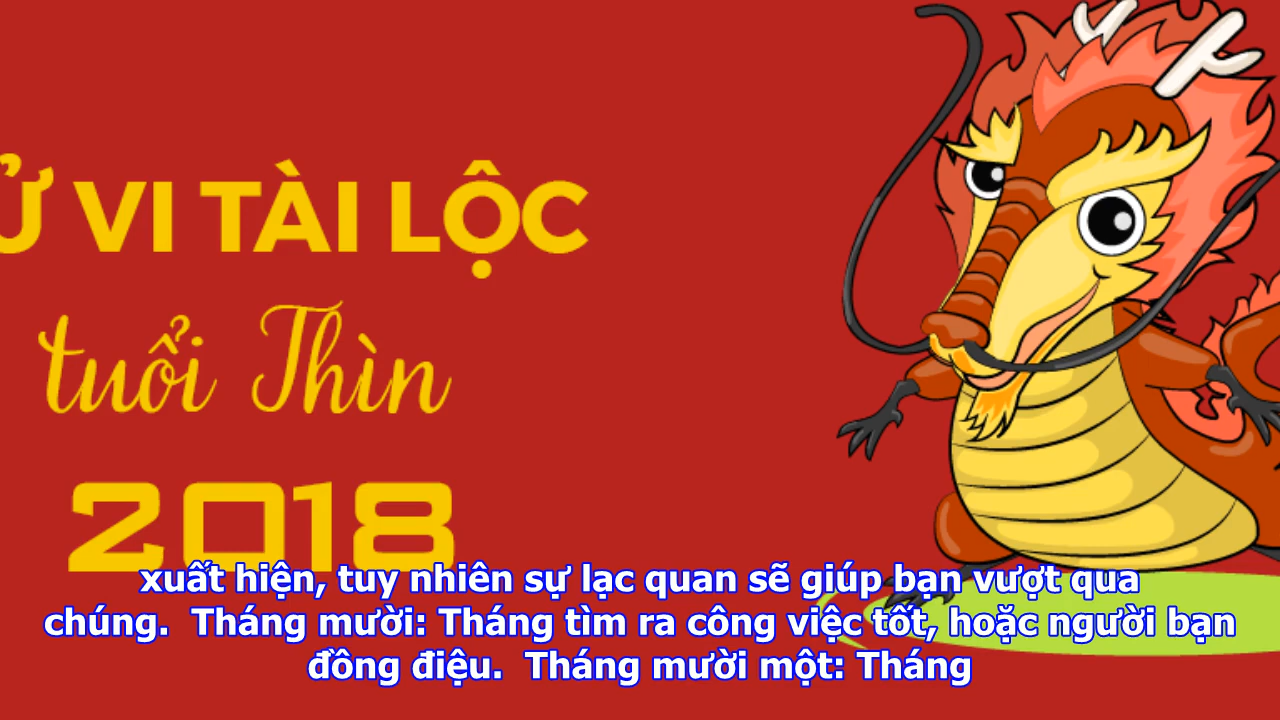 Ử VI TÀI LỘC
tuổi Thìn
2018
xuất hiện, tuy nhiên sự lạc quan sẽ giúp bạn vượt qua
chúng.  Tháng mười: Tháng tìm ra công việc tốt, hoặc người bạn
đồng điệu.  Tháng mười một: Tháng